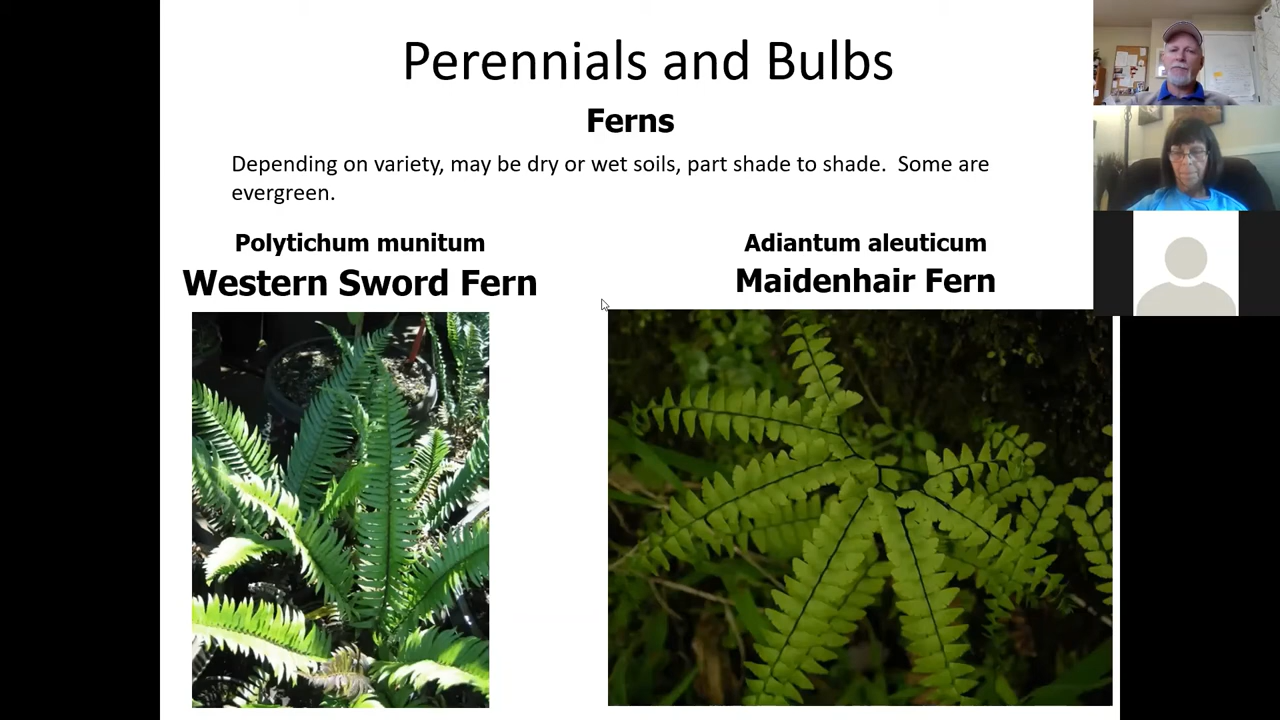 Perennials and Bulbs
Ferns
Depending on variety, may be dry or wet soils, part shade to shade.  Some are
evergreen.
Polytichum munitum
Western Sword Fern
Adiantum aleuticum
Maidenhair Fern